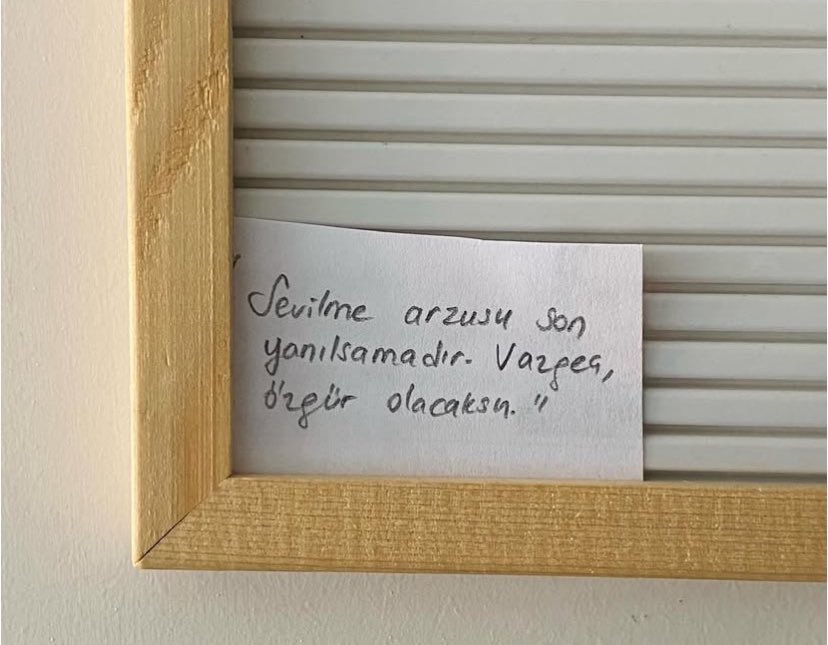 "Sevilme arzusu son
yanılsamadır. Vazgeç,
özgür olacaksın."